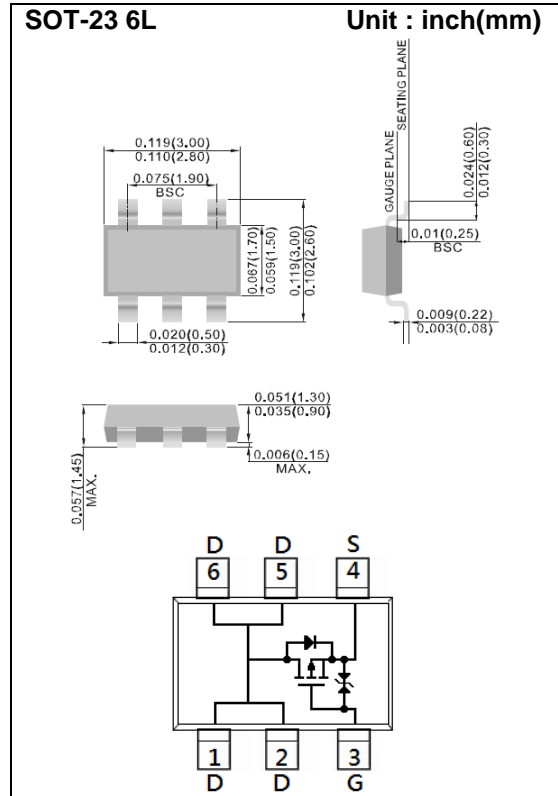 SOT-23 6L Unit : inch(mm)
SEATING PLANE
GAUGE PLANE
0.119(3.00)
0.110(2.80)
0.075(1.90)
BSC
0.024(0.60)
0.012(0.30)
0.067(1.70)
0.059(1.50)
0.119(3.00)
0.102(2.60)
0.01(0.25)
BSC
0.020(0.50)
0.012(0.30)
0.009(0.22)
0.003(0.08)
0.051(1.30)
0.035(0.90)
0.057(1.45)
MAX.
0.006(0.15)
MAX.
D D S
6 5 4
1 2 3
D D G